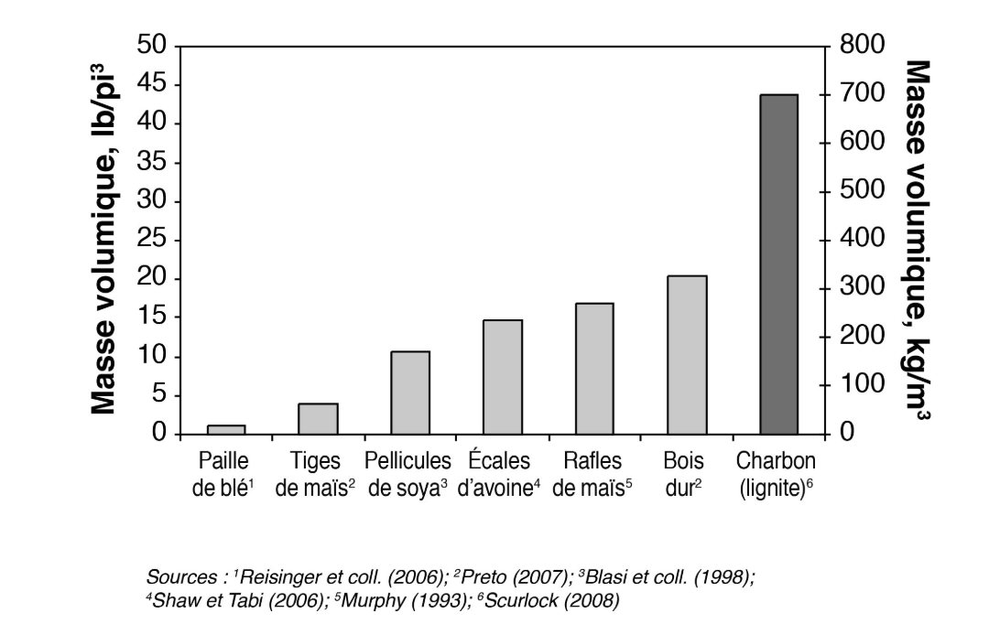 Masse volumique, lb/pi³
50
45
40
35
30
25
20
15
10
5
0
800
700
600
500
400
300
200
100
0
Masse volumique, kg/m³
Paille
de blé¹
Tiges
de maïs²
Pellicules
de soya³
Écales
d’avoine⁴
Rafles
de maïs⁵
Bois
dur²
Charbon
(lignite)⁶
Sources : ¹Reisinger et coll. (2006); ²Preto (2007); ³Blasi et coll. (1998);
⁴Shaw et Tabi (2006); ⁵Murphy (1993); ⁶Scurlock (2008)